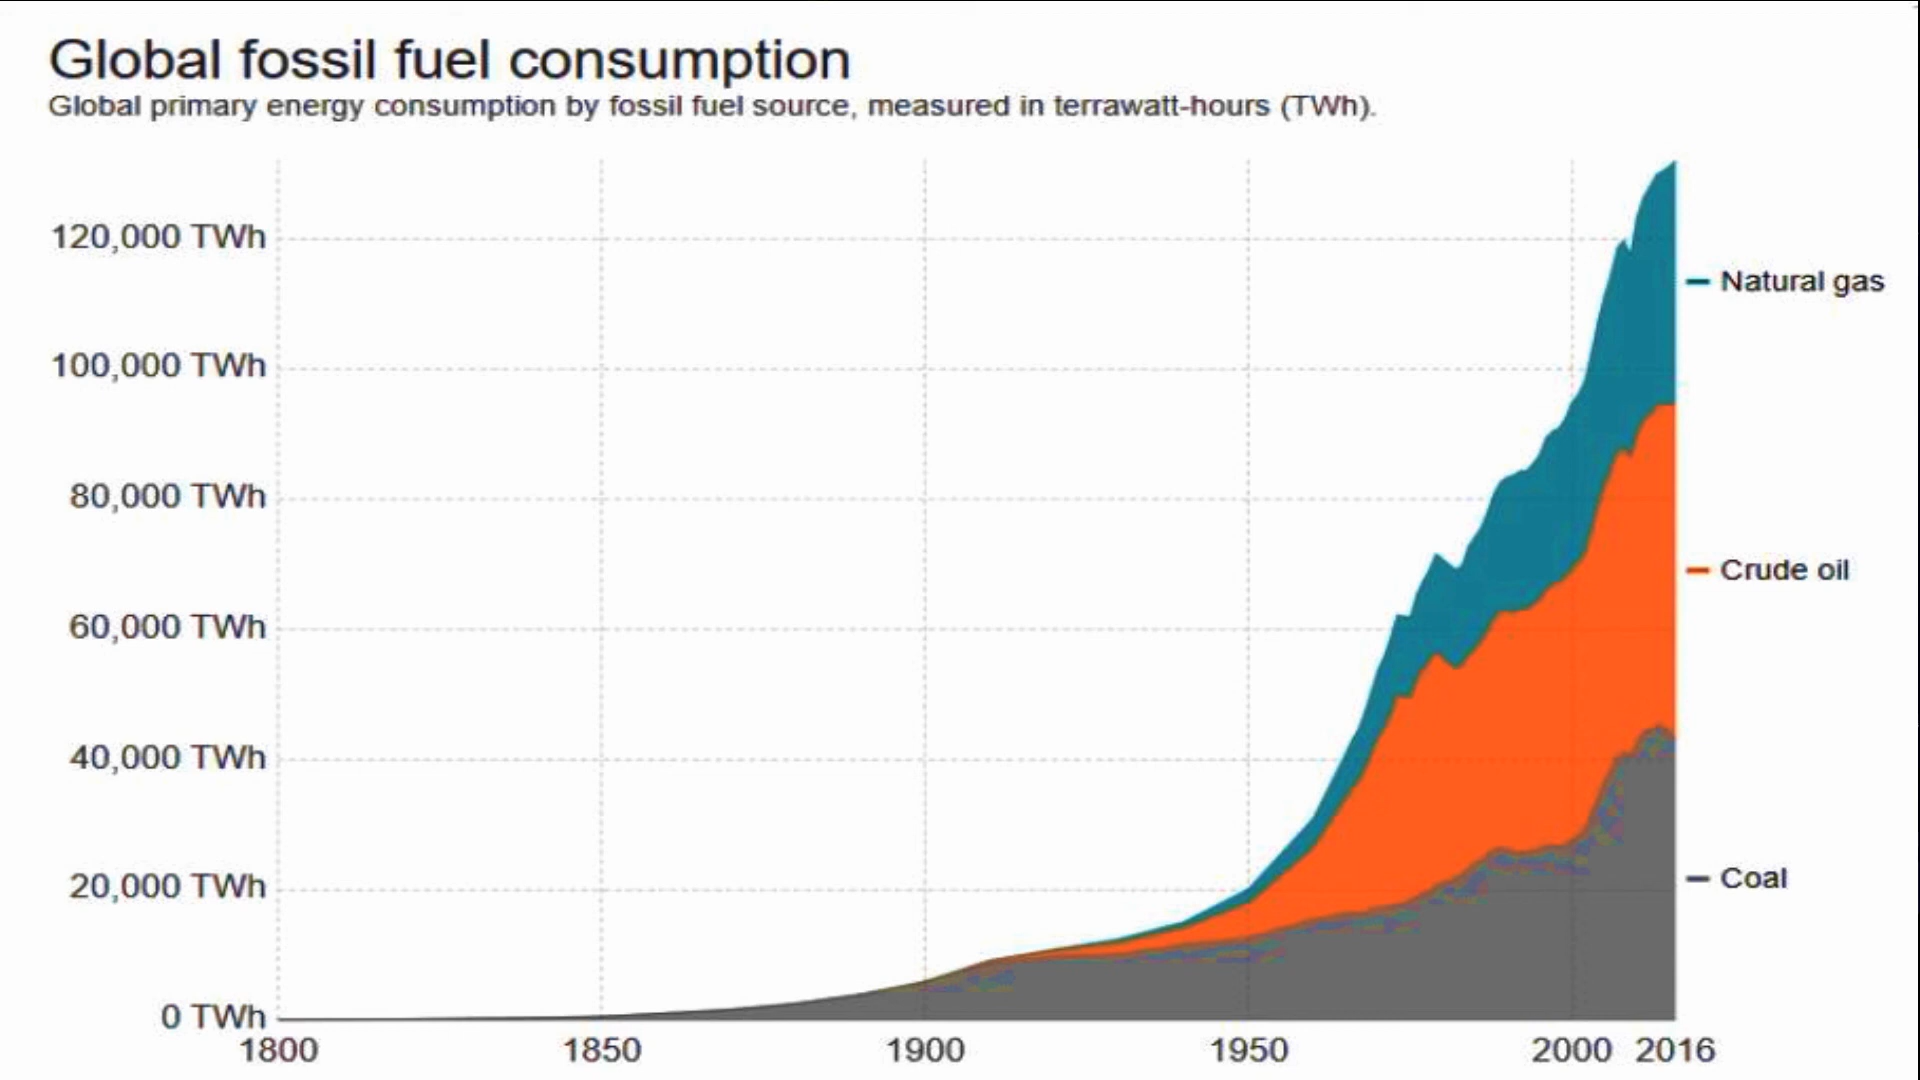 Global fossil fuel consumption
Global primary energy consumption by fossil fuel source, measured in terrawatt-hours (TWh).
120,000 TWh
Natural gas
100,000 TWh
80,000 TWh
Crude oil
60,000 TWh
40,000 TWh
20,000 TWh
Coal
0 TWh
1800 1850 1900 1950 2000 2016